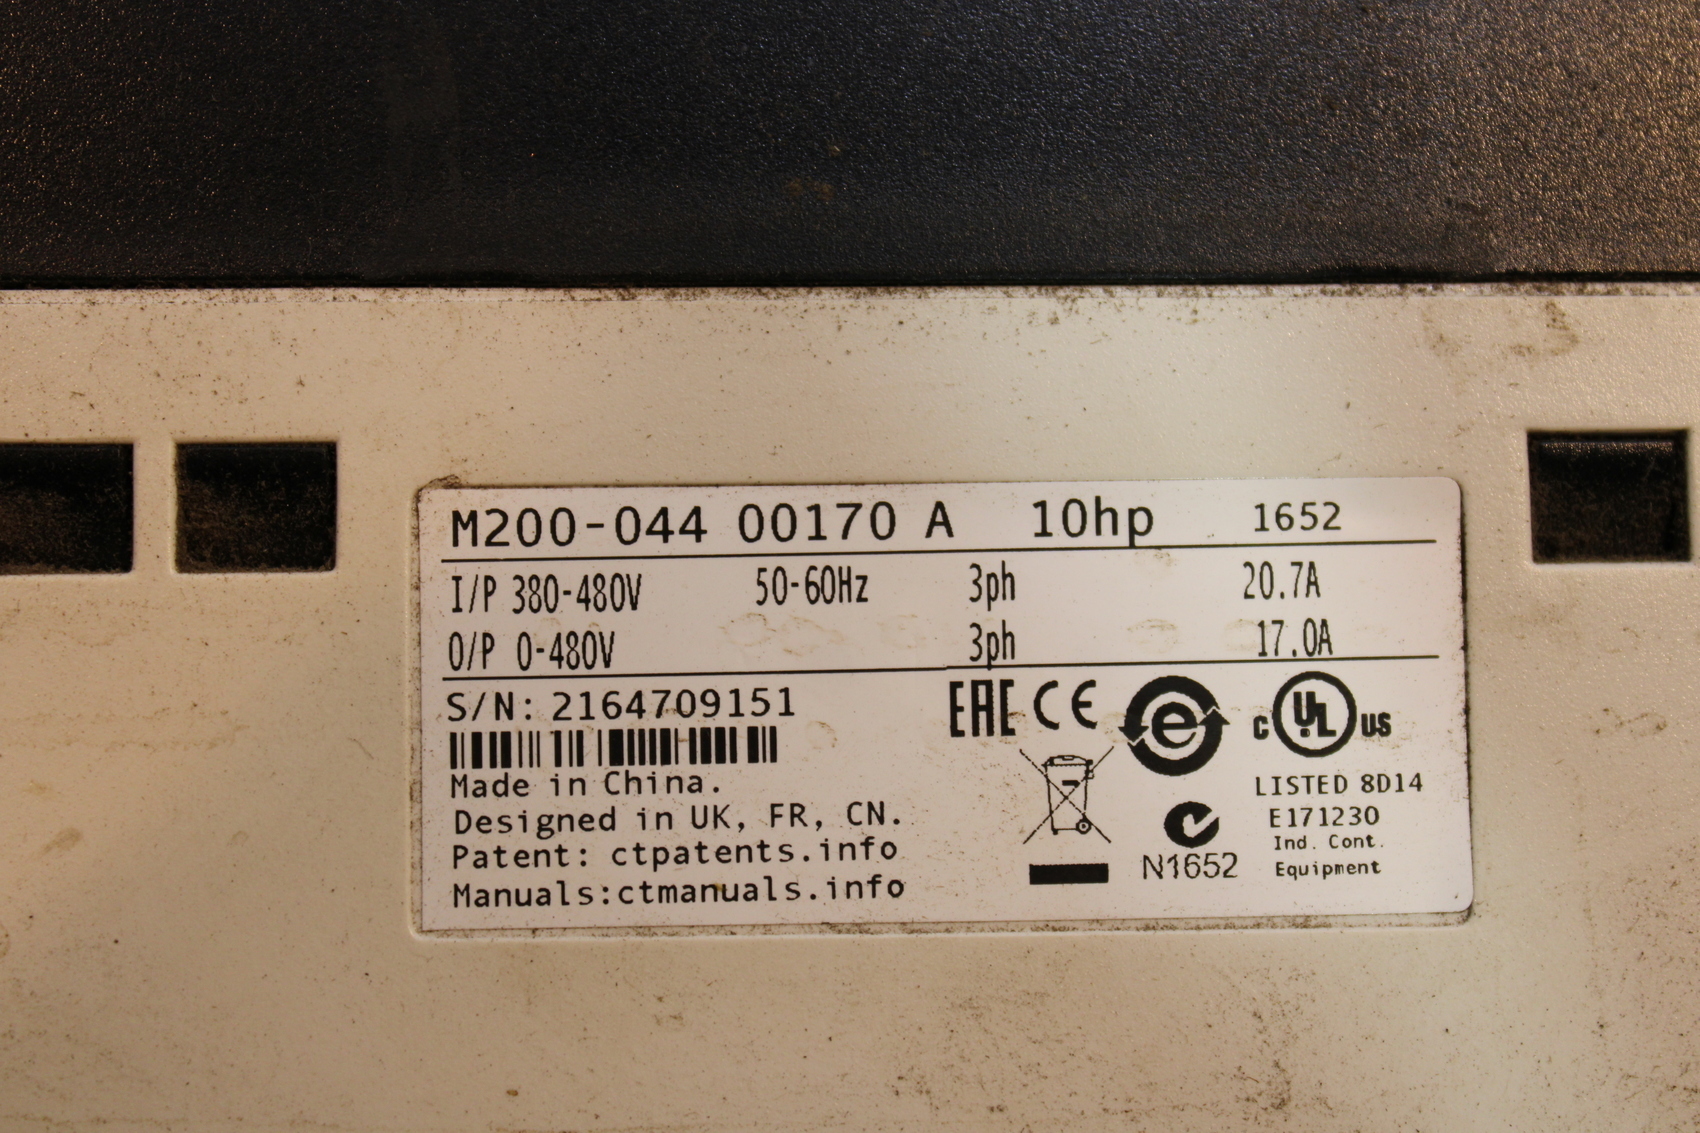 M200-044 00170 A 10hp 1652
I/P 380-480V 50-60Hz 3ph 20.7A
O/P 0-480V 3ph 17.0A
S/N: 2164709151
EAC CE e c UL US
Made in China.
Designed in UK, FR, CN.
Patent: ctpatents.info
Manuals:ctmanuals.info
N1652
LISTED 8D14
E171230
Ind. Cont.
Equipment